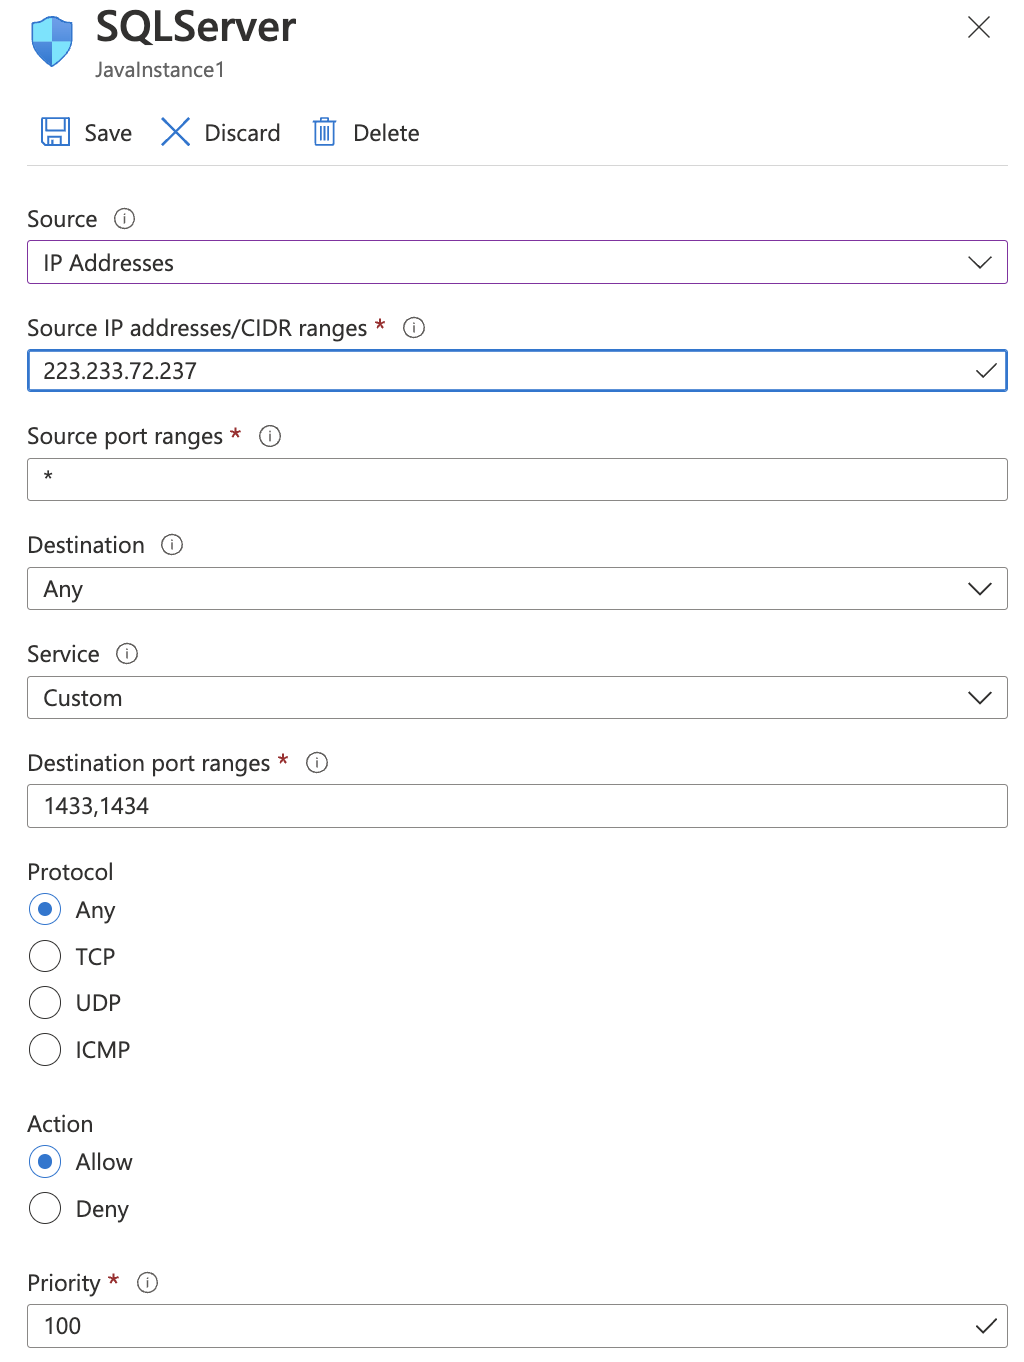 SQLServer
JavaInstance1
Save Discard Delete
Source
IP Addresses
Source IP addresses/CIDR ranges *
223.233.72.237
Source port ranges *
*
Destination
Any
Service
Custom
Destination port ranges *
1433,1434
Protocol
Any
TCP
UDP
ICMP
Action
Allow
Deny
Priority *
100